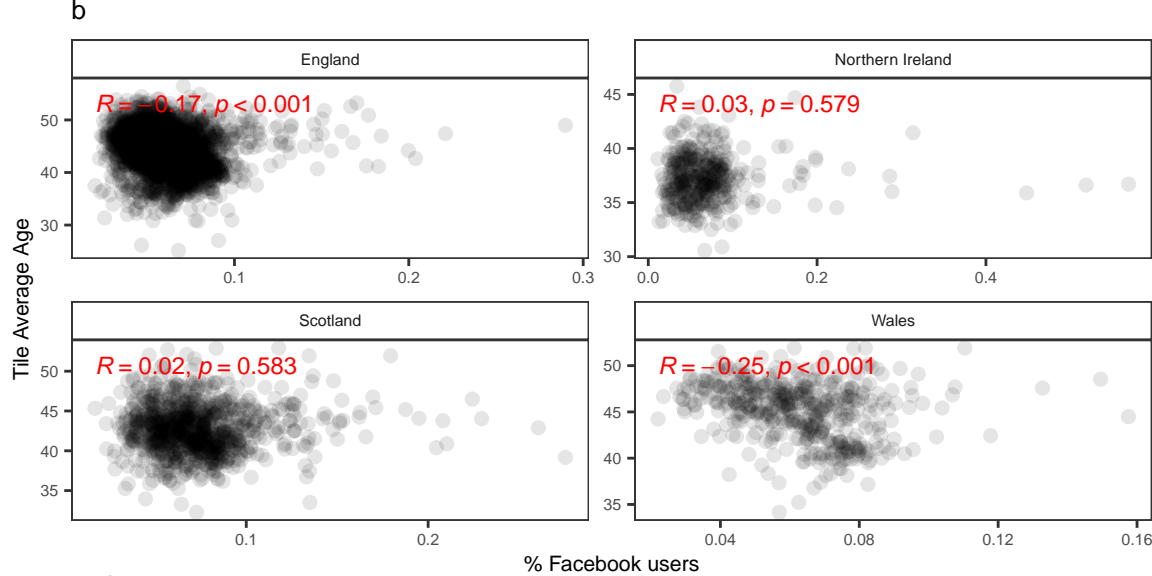 b
England
R = −0.17, p < 0.001
50
40
30
0.1
0.2
0.3
Northern Ireland
R = 0.03, p = 0.579
45
40
35
30
0.0
0.2
0.4
Scotland
R = 0.02, p = 0.583
50
45
40
35
0.1
0.2
Wales
R = −0.25, p < 0.001
50
45
40
35
0.04
0.08
0.12
0.16
Tile Average Age
% Facebook users